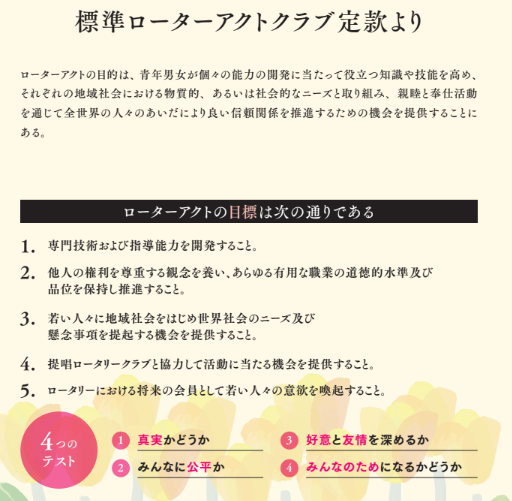 標準ローターアクトクラブ定款より
ローターアクトの目的は、青年男女が個々の能力の開発に当たって役立つ知識や技能を高め、
それぞれの地域社会における物質的、あるいは社会的なニーズと取り組み、親睦と奉仕活動
を通じて全世界の人々のあいだにより良い信頼関係を推進するための機会を提供することに
ある。
ローターアクトの目標は次の通りである
1. 専門技術および指導能力を開発すること。
2. 他人の権利を尊重する観念を養い、あらゆる有用な職業の道徳的水準及び
品位を保持し推進すること。
3. 若い人々に地域社会をはじめ世界社会のニーズ及び
懸念事項を提起する機会を提供すること。
4. 提唱ロータリークラブと協力して活動に当たる機会を提供すること。
5. ロータリーにおける将来の会員として若い人々の意欲を喚起すること。
4つの
テスト
1 真実かどうか
2 みんなに公平か
3 好意と友情を深めるか
4 みんなのためになるかどうか